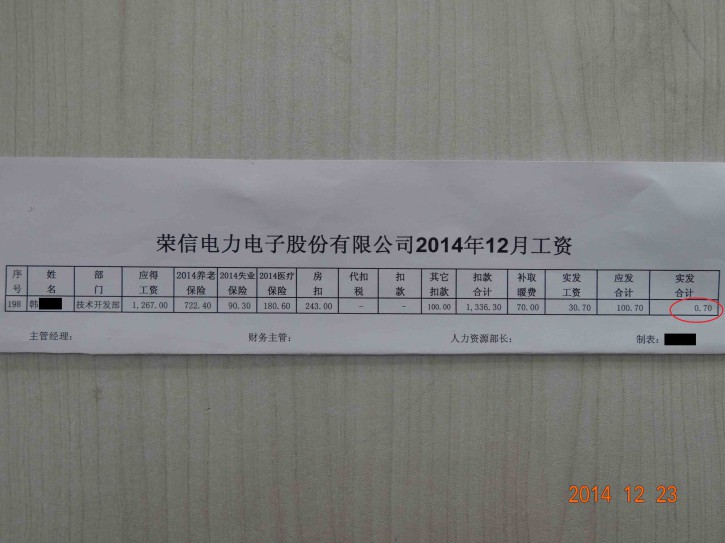 荣信电力电子股份有限公司2014年12月工资
序号 姓名 部门 应得工资 2014养老保险 2014失业保险 2014医疗保险 房扣 代扣税 扣款 其它扣款 扣款合计 补取暖费 实发工资 应发合计 实发合计
198 韩 技术开发部 1,267.00 722.40 90.30 180.60 243.00 - - 100.00 1,336.30 70.00 30.70 100.70 0.70
主管经理: 财务主管: 人力资源部长: 制表:
2014 12 23